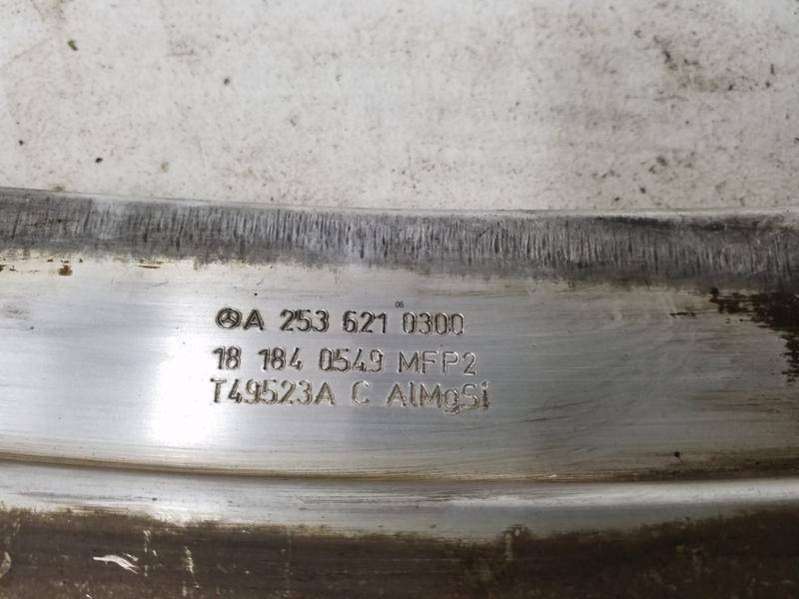 A 253 621 0300
18 184 0549 MFP2
T49523A C AlMgSi